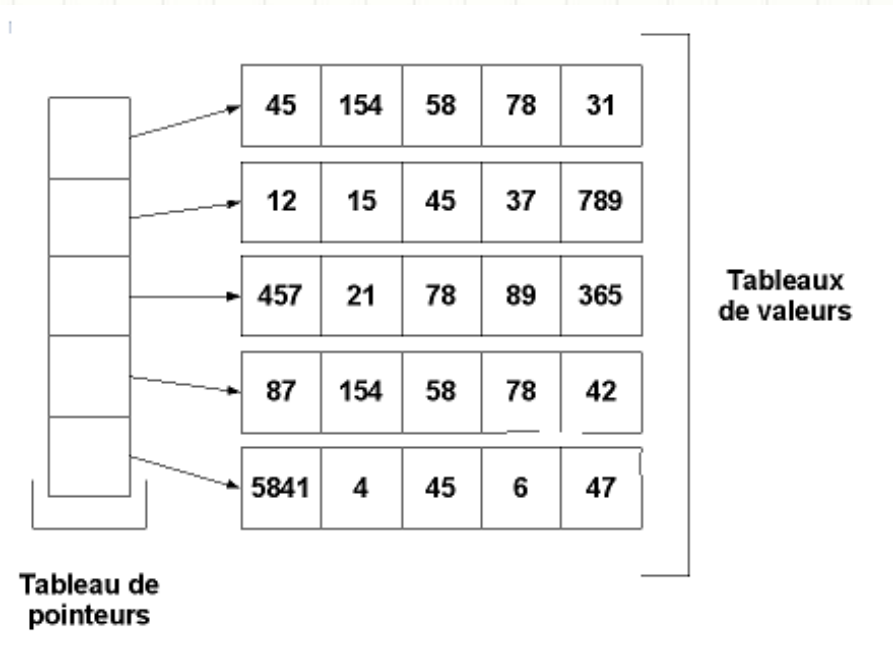 45 154 58 78 31
12 15 45 37 789
457 21 78 89 365
87 154 58 78 42
5841 4 45 6 47
Tableaux
de valeurs
Tableau de
pointeurs